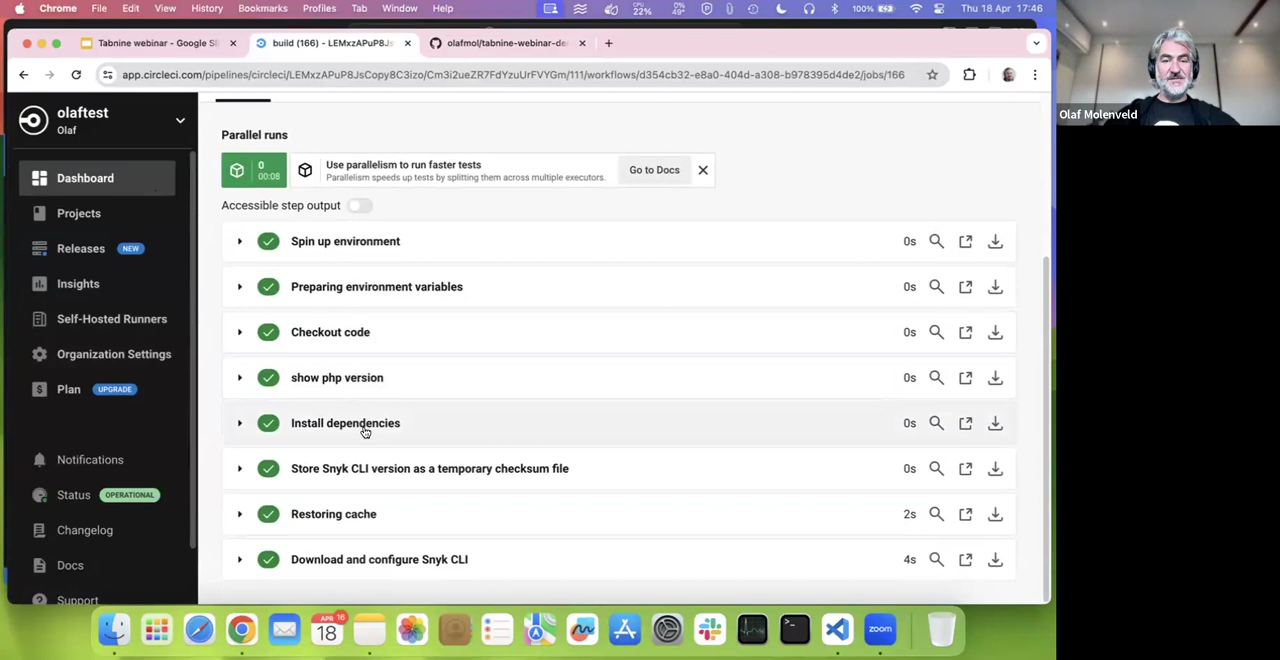 Chrome File Edit View History Bookmarks Profiles Tab Window Help
CPU 22% 49° 100% Thu 18 Apr 17:46
Tabnine webinar - Google Sli
build (166) - LEMxzAPuP8Js
olafmol/tabnine-webinar-de
app.circleci.com/pipelines/circleci/LEMxzAPuP8JsCopy8C3izo/Cm3i2ueZR7FdYzuUrFVYGm/111/workflows/d354cb32-e8a0-404d-a308-b978395d4de2/jobs/166
olaftest
Olaf
Dashboard
Projects
Releases NEW
Insights
Self-Hosted Runners
Organization Settings
Plan UPGRADE
Notifications
Status OPERATIONAL
Changelog
Docs
Support
Parallel runs
0
00:08
Use parallelism to run faster tests
Parallelism speeds up tests by splitting them across multiple executors.
Go to Docs
Accessible step output
Spin up environment 0s
Preparing environment variables 0s
Checkout code 0s
show php version 0s
Install dependencies 0s
Store Snyk CLI version as a temporary checksum file 0s
Restoring cache 2s
Download and configure Snyk CLI 4s
APR
18
zoom
Olaf Molenveld